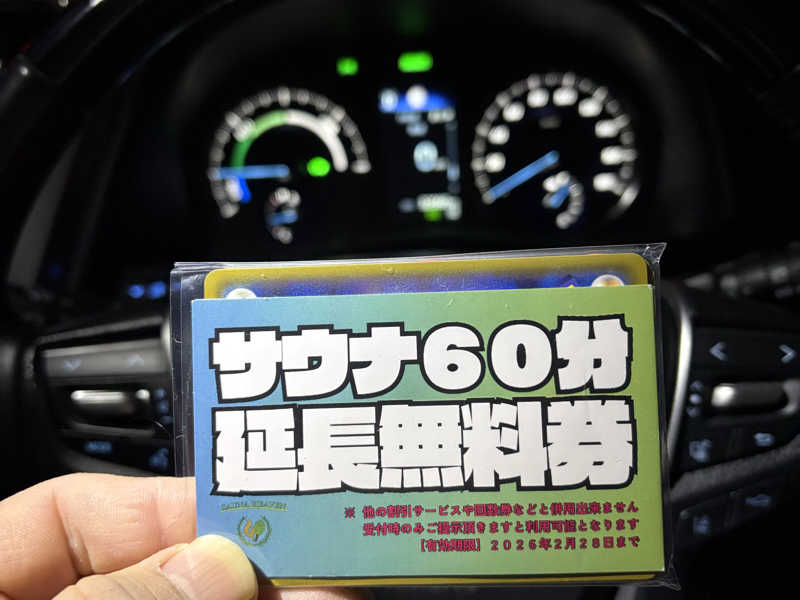 サウナ60分
延長無料券
SAUNA HEAVEN
※ 他の割引サービスや回数券などと併用出来ません
受付時のみご提示頂きますと利用可能となります
【有効期限】2026年2月28日まで